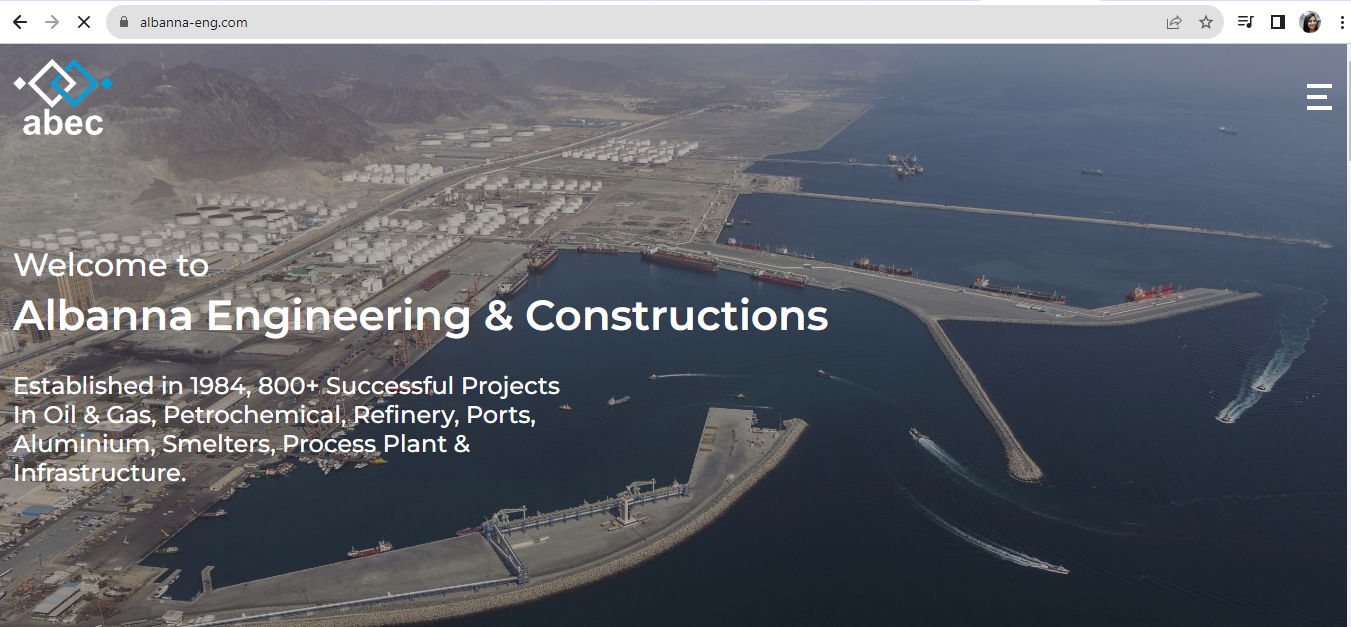 albanna-eng.com
abec
Welcome to
Albanna Engineering & Constructions
Established in 1984, 800+ Successful Projects
In Oil & Gas, Petrochemical, Refinery, Ports,
Aluminium, Smelters, Process Plant &
Infrastructure.